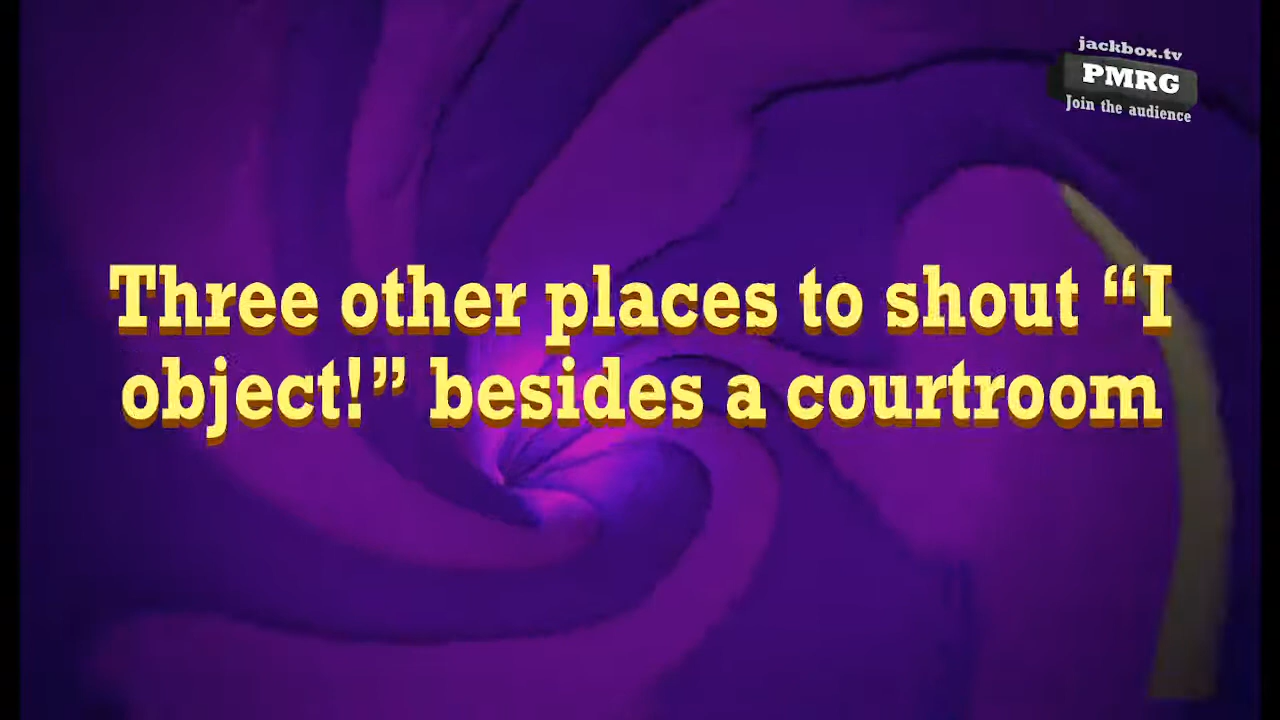 jackbox.tv
PMRG
Join the audience
Three other places to shout “I
object!” besides a courtroom